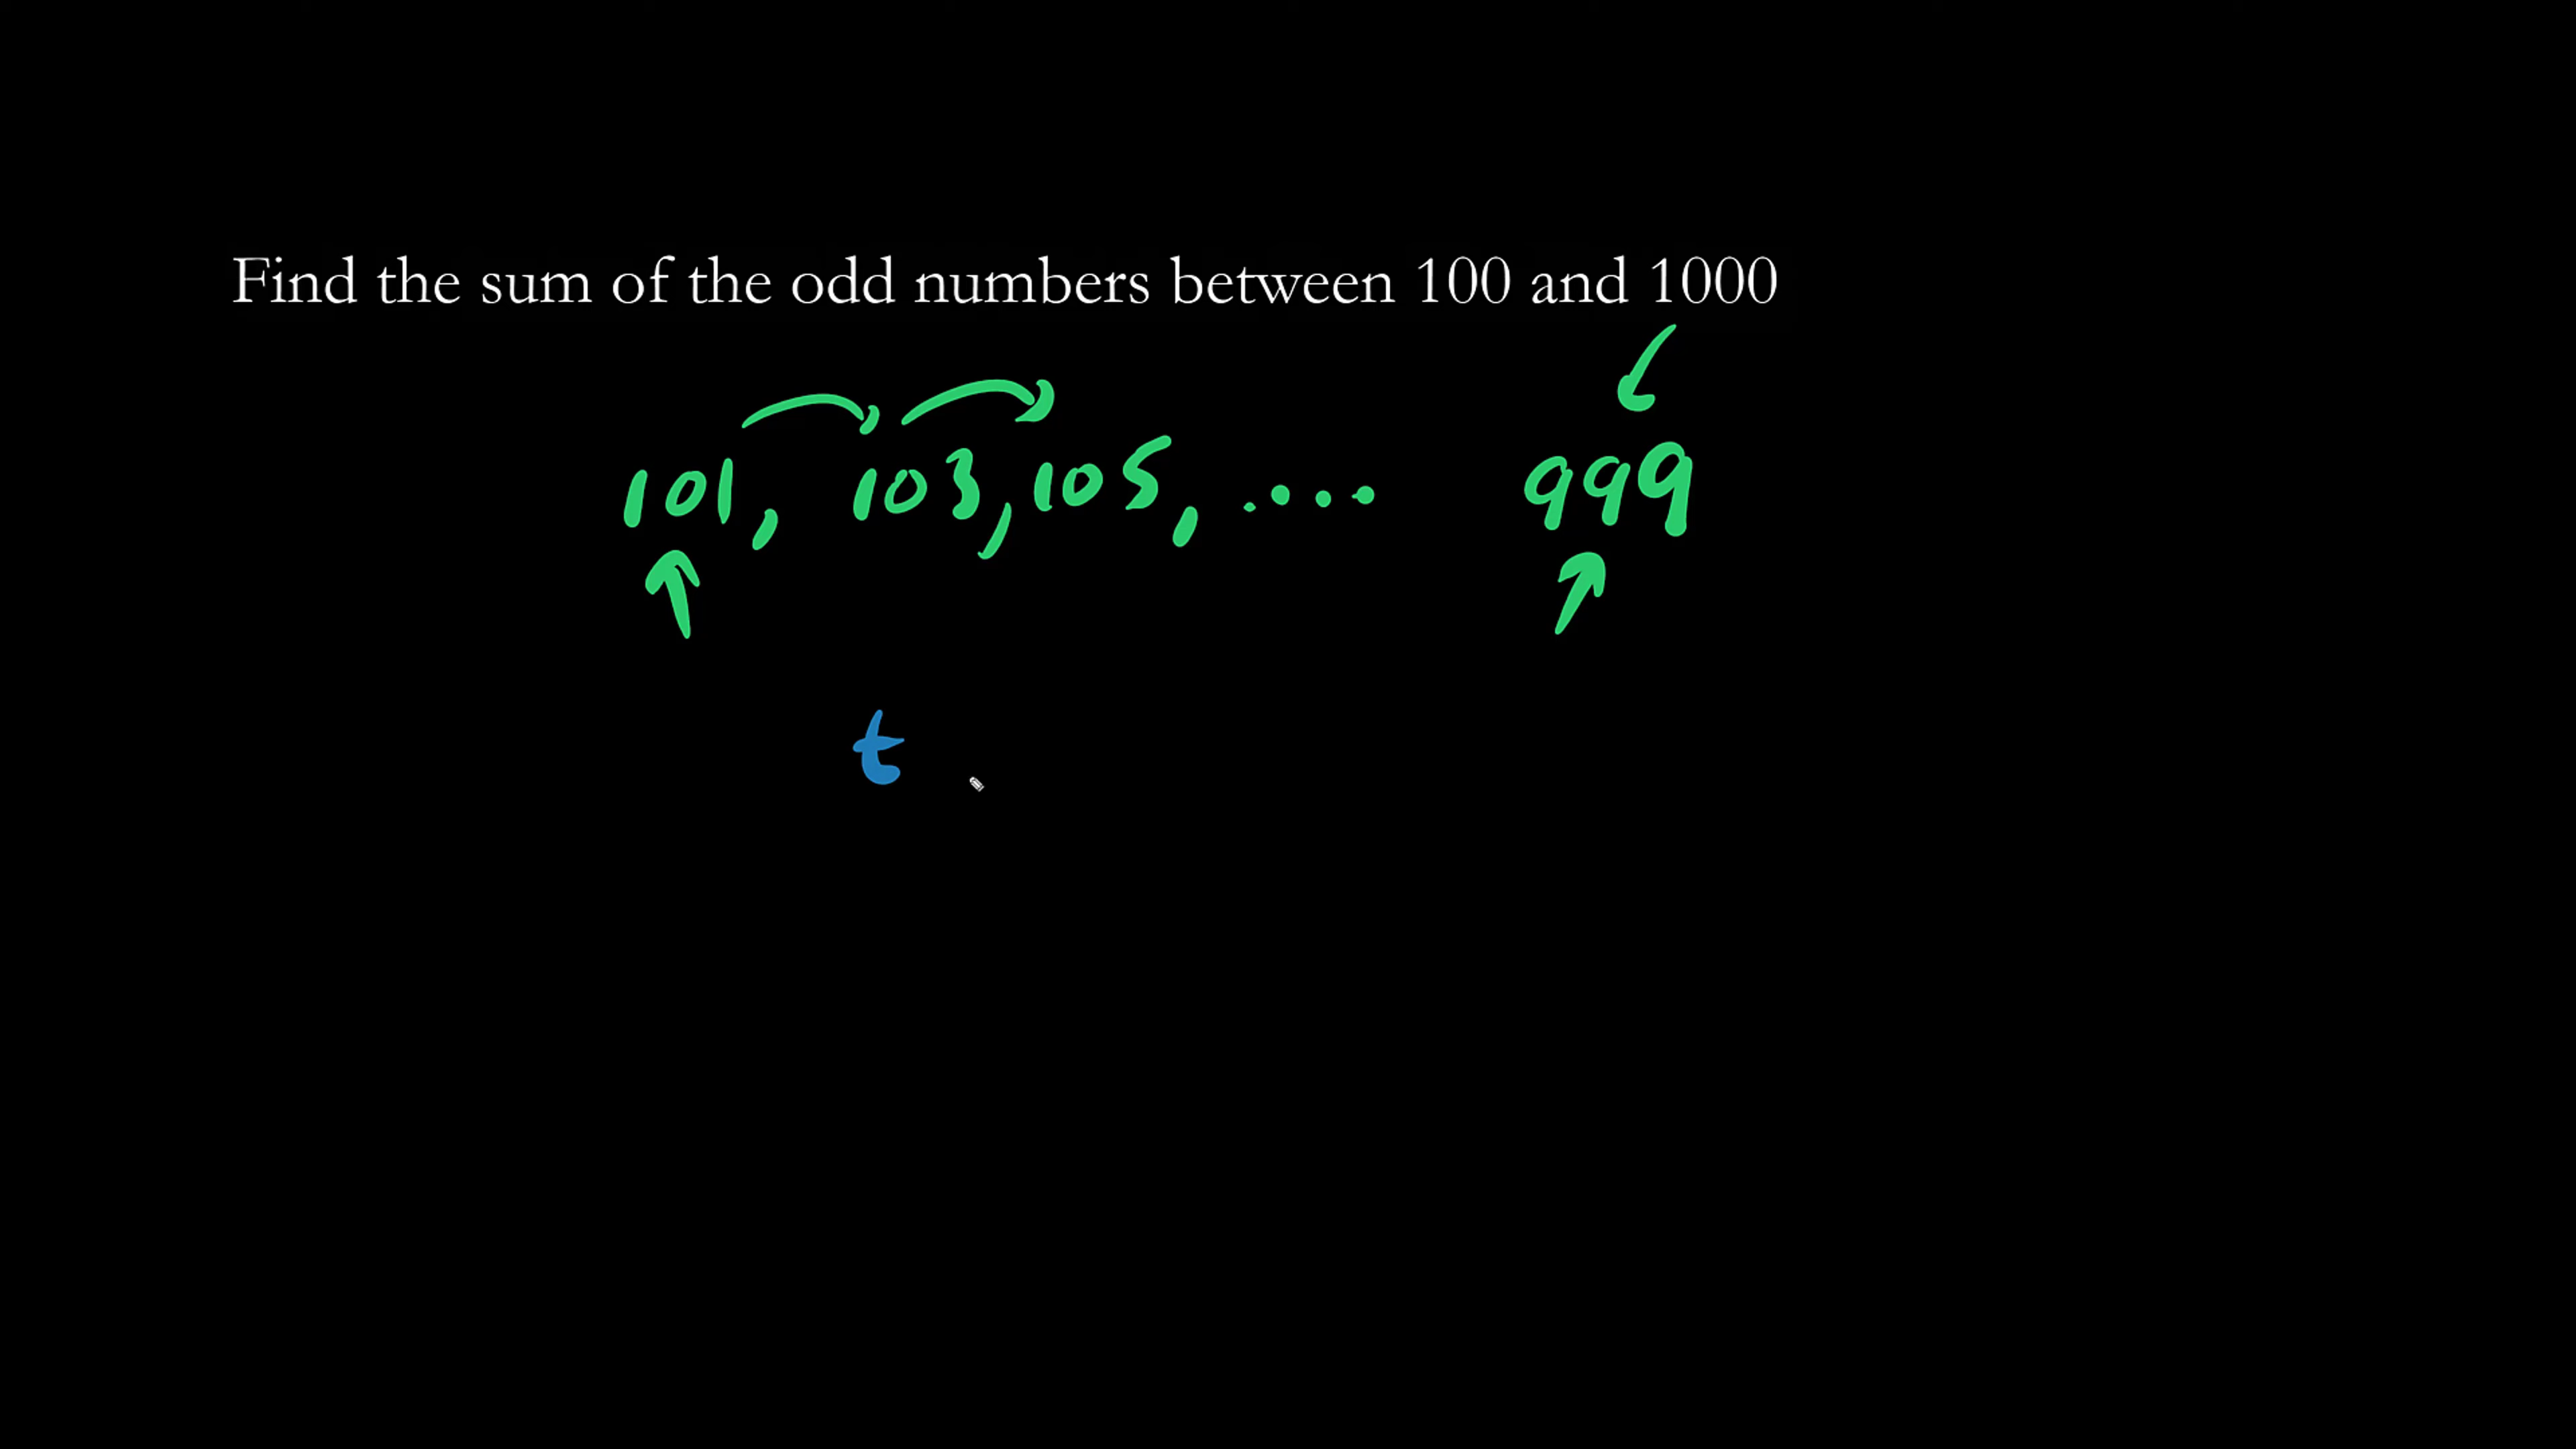 Find the sum of the odd numbers between 100 and 1000
101, 103, 105, .... 999
t